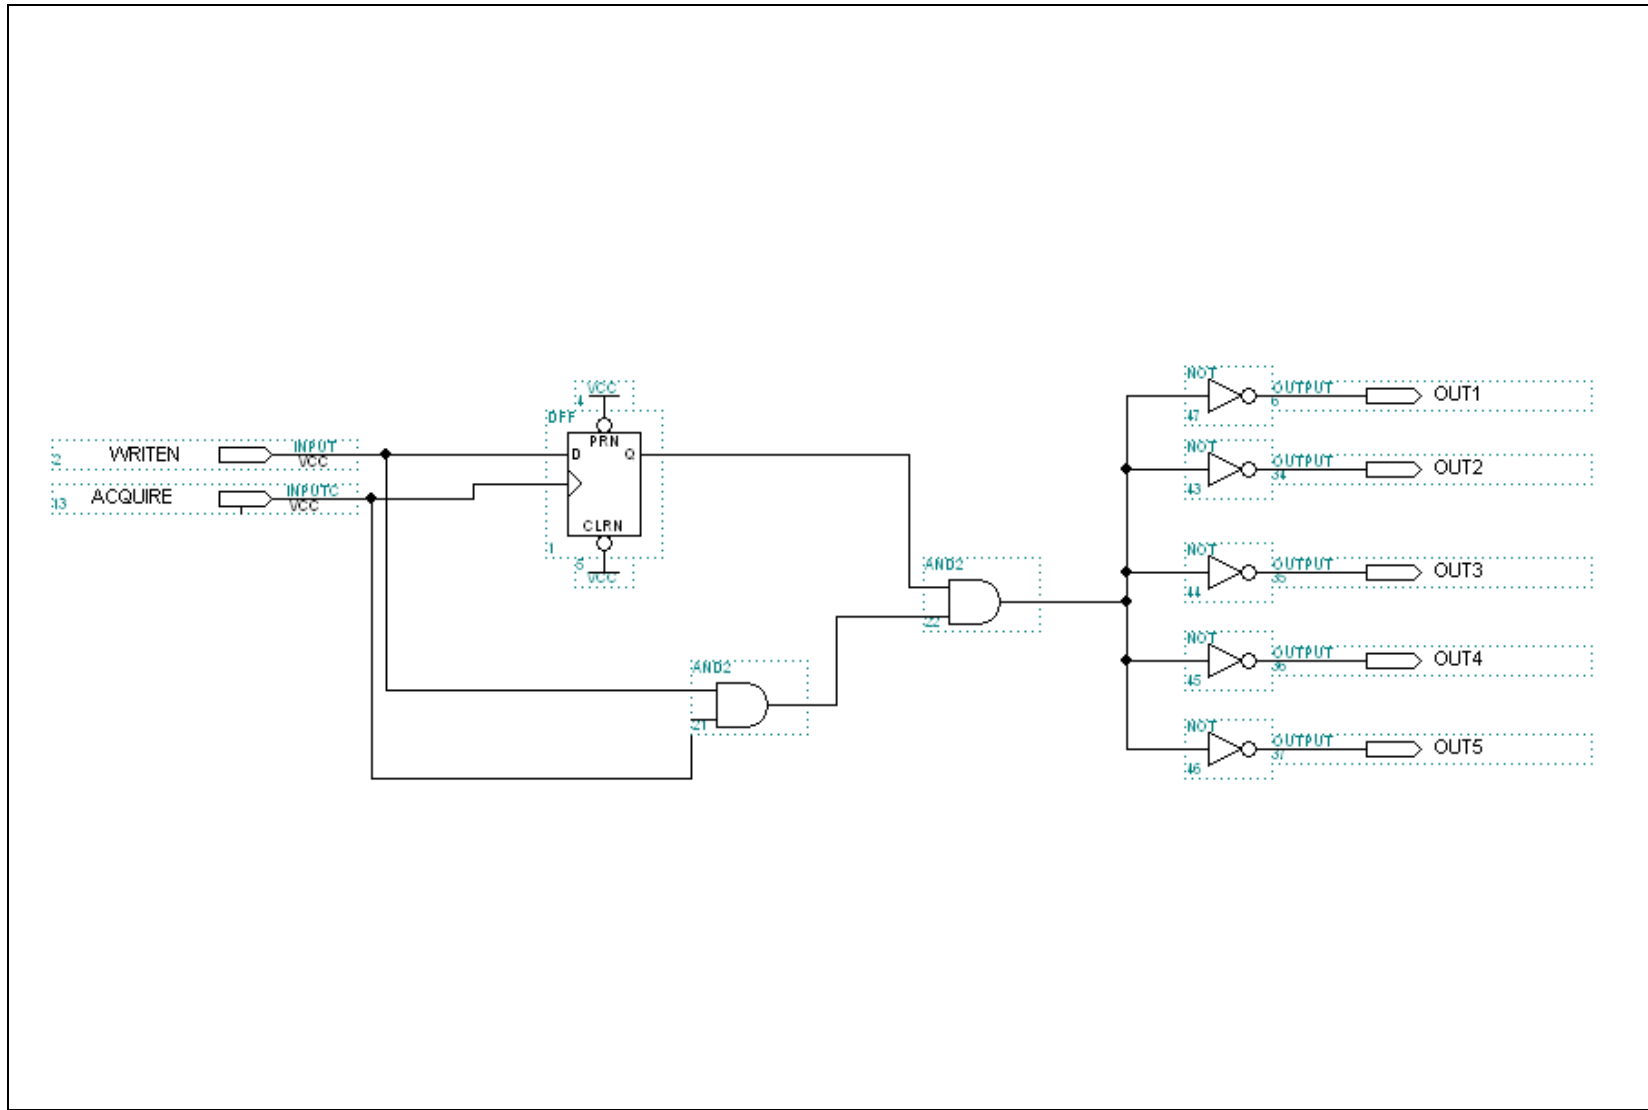 NOT
OUTPUT
OUT1
47
6
VCC
4
DFF
PRN
WRITEN
INPUT
VCC
2
D
Q
NOT
OUTPUT
OUT2
43
34
ACQUIRE
INPUTC
VCC
13
CLRN
1
5
VCC
NOT
OUTPUT
OUT3
44
35
AND2
22
NOT
OUTPUT
OUT4
45
36
AND2
21
NOT
OUTPUT
OUT5
46
37